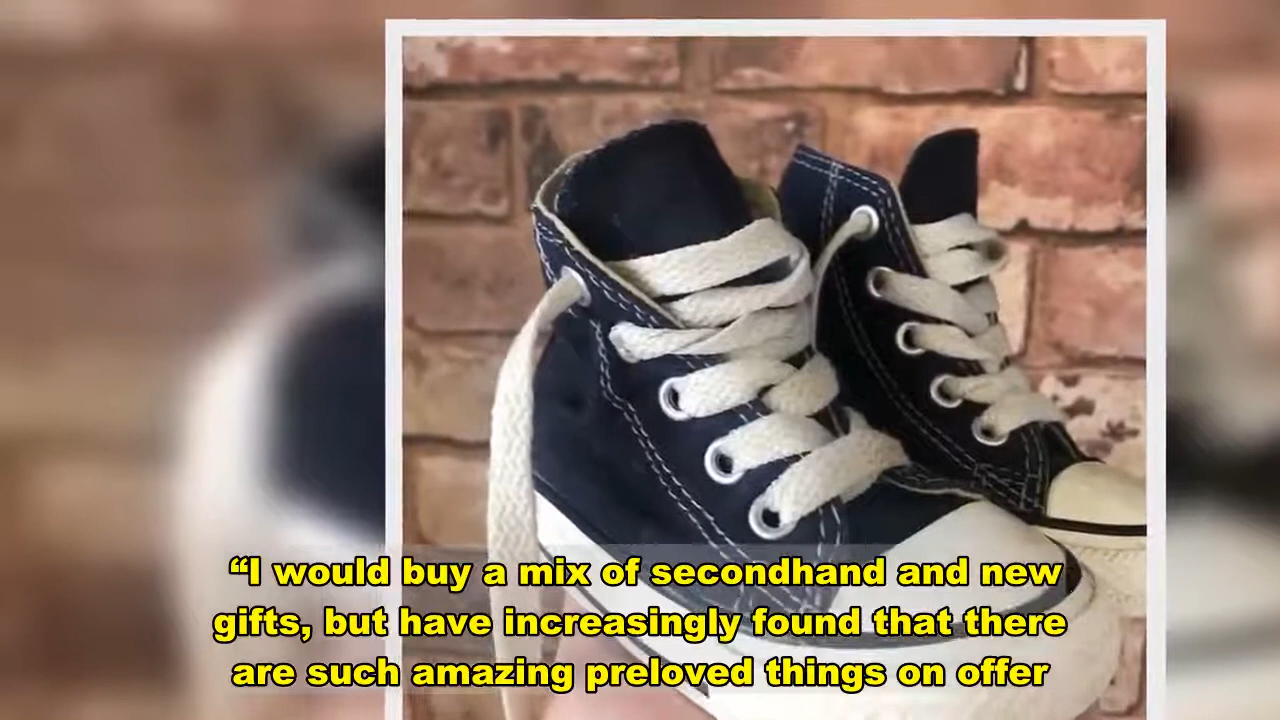 “I would buy a mix of secondhand and new
gifts, but have increasingly found that there
are such amazing preloved things on offer